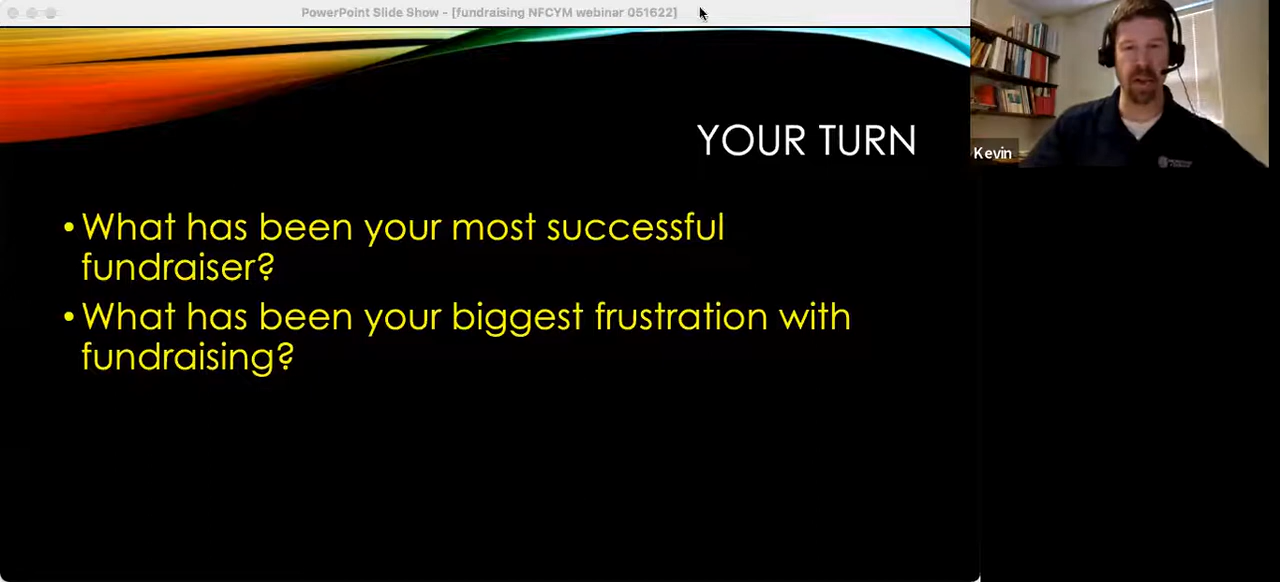 PowerPoint Slide Show - [fundraising NFCYM webinar 051622]
YOUR TURN
Kevin
• What has been your most successful
fundraiser?
• What has been your biggest frustration with
fundraising?